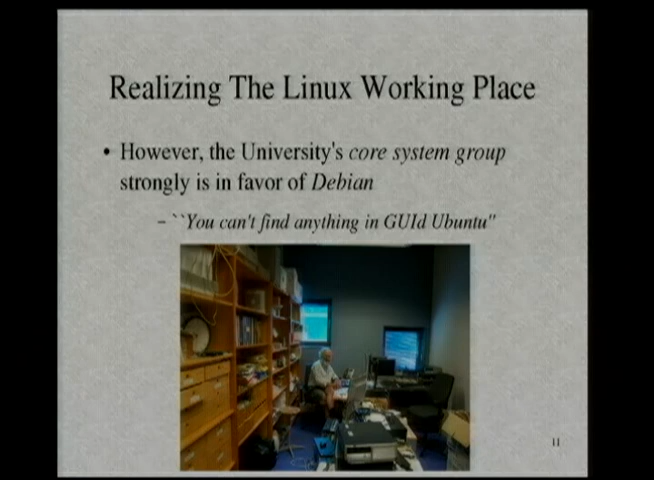 Realizing The Linux Working Place
• However, the University's core system group
strongly is in favor of Debian
– ``You can't find anything in GUId Ubuntu"
11